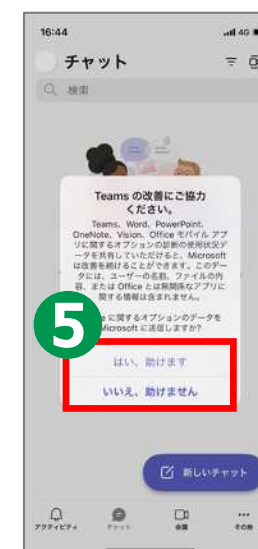 16:44
4G
チャット
検索
Teams の改善にご協力
ください。
Teams、Word、PowerPoint、
OneNote、Vision、Office モバイル アプ
リに関するオプションの診断の使用状況デ
ータを共有していただけると、Microsoft
は改善を続けることができます。このデー
タには、ユーザーの名前、ファイルの内
容、または Office とは無関係なアプリに
関する情報は含まれません。
に関するオプションのデータを
Microsoft に送信しますか?
5
はい、助けます
いいえ、助けません
新しいチャット
アクティビティ
チャット
会議
その他